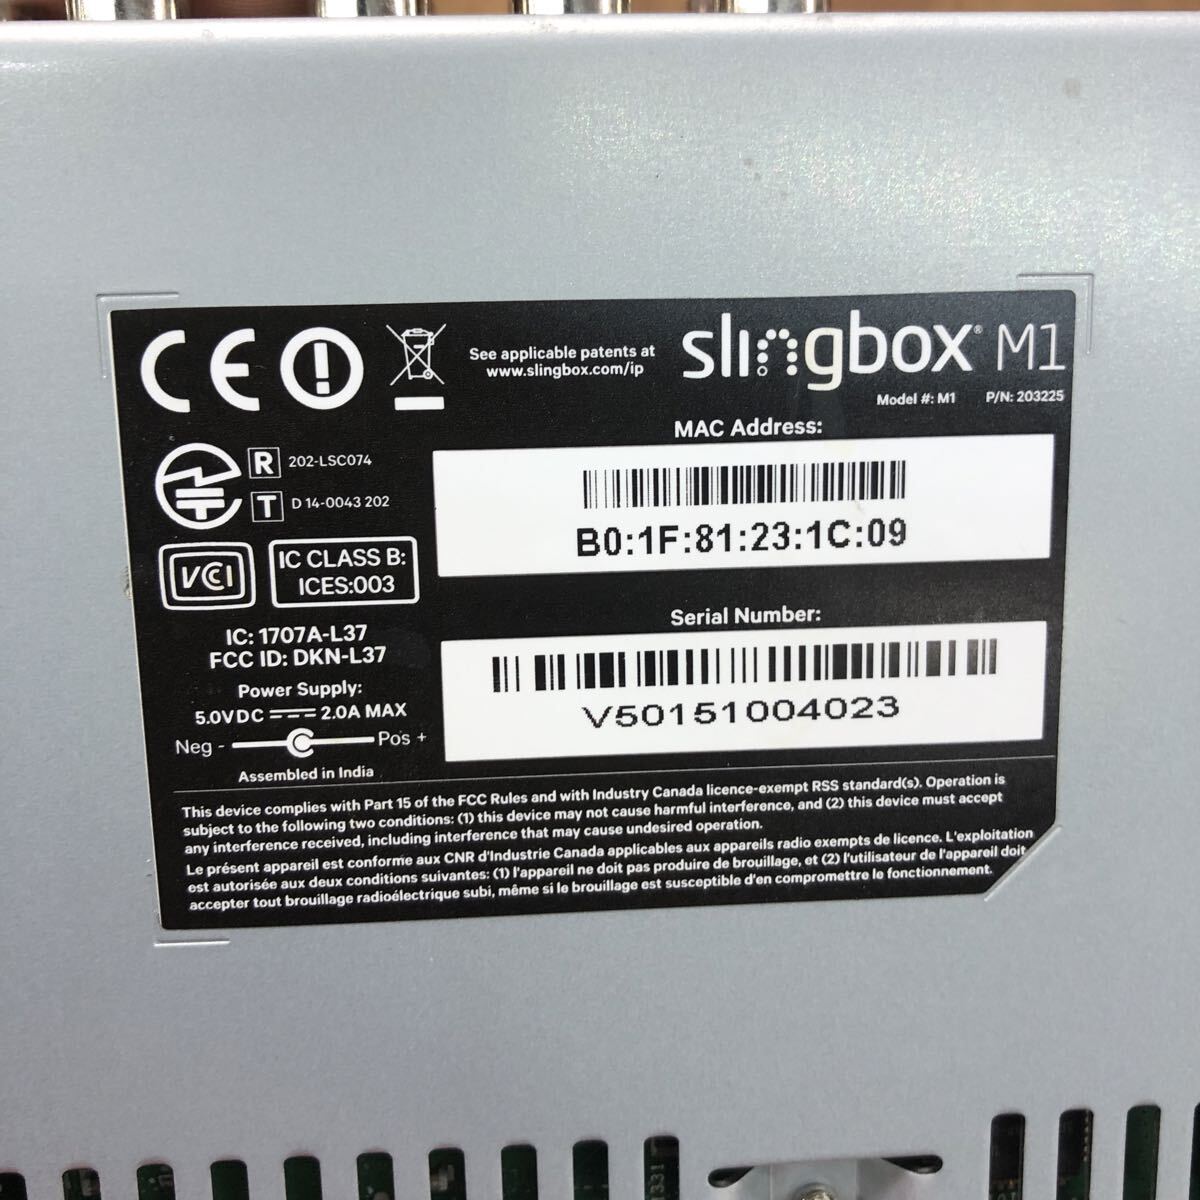 CE
See applicable patents at
www.slingbox.com/ip
slingbox® M1
Model #: M1 P/N: 203225
MAC Address:
B0:1F:81:23:1C:09
R 202-LSC074
T D 14-0043 202
VCI
IC CLASS B:
ICES:003
IC: 1707A-L37
FCC ID: DKN-L37
Serial Number:
V50151004023
Power Supply:
5.0VDC 2.0A MAX
Neg - Pos +
Assembled in India
This device complies with Part 15 of the FCC Rules and with Industry Canada licence-exempt RSS standard(s). Operation is
subject to the following two conditions: (1) this device may not cause harmful interference, and (2) this device must accept
any interference received, including interference that may cause undesired operation.
Le présent appareil est conforme aux CNR d'Industrie Canada applicables aux appareils radio exempts de licence. L'exploitation
est autorisée aux deux conditions suivantes: (1) l'appareil ne doit pas produire de brouillage, et (2) l'utilisateur de l'appareil doit
accepter tout brouillage radioélectrique subi, même si le brouillage est susceptible d'en compromettre le fonctionnement.